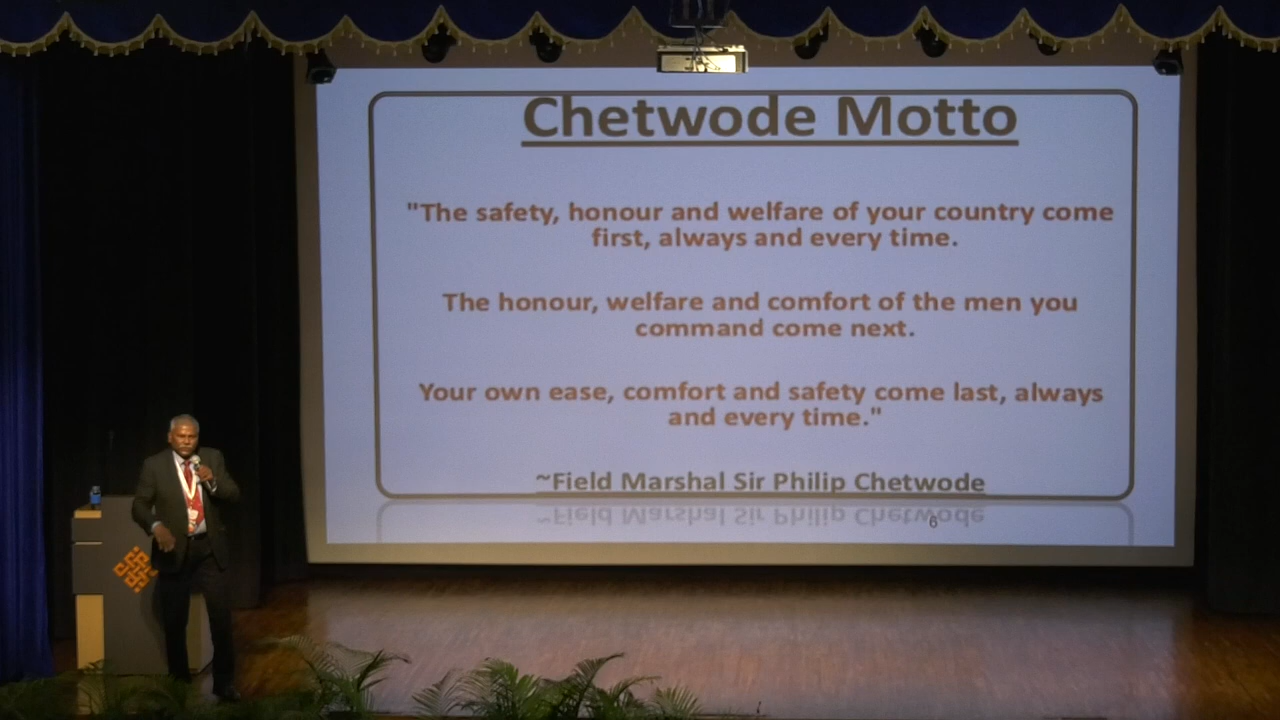 Chetwode Motto
"The safety, honour and welfare of your country come
first, always and every time.
The honour, welfare and comfort of the men you
command come next.
Your own ease, comfort and safety come last, always
and every time."
~Field Marshal Sir Philip Chetwode
6